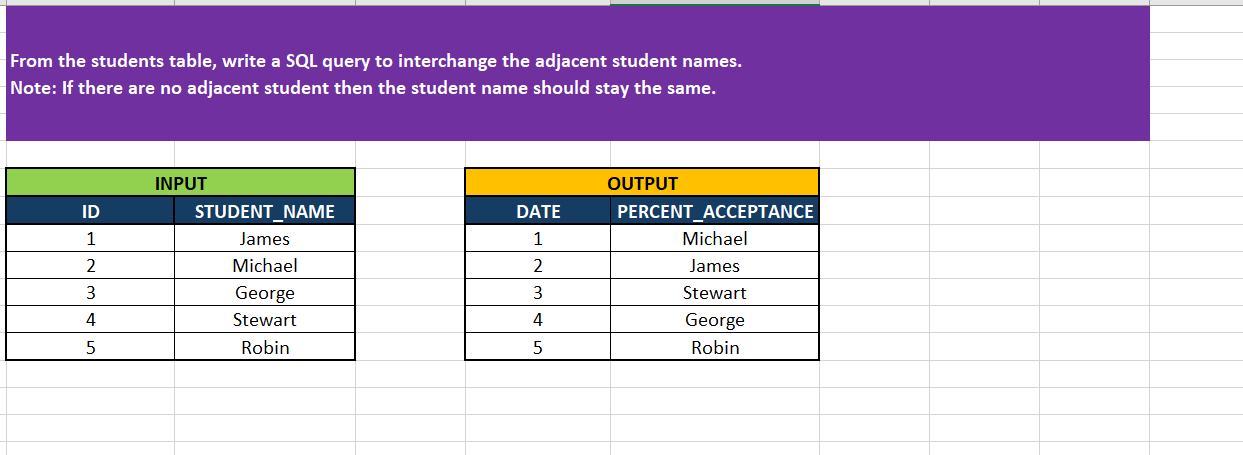 From the students table, write a SQL query to interchange the adjacent student names.
Note: If there are no adjacent student then the student name should stay the same.
INPUT OUTPUT
ID STUDENT_NAME DATE PERCENT_ACCEPTANCE
1 James 1 Michael
2 Michael 2 James
3 George 3 Stewart
4 Stewart 4 George
5 Robin 5 Robin